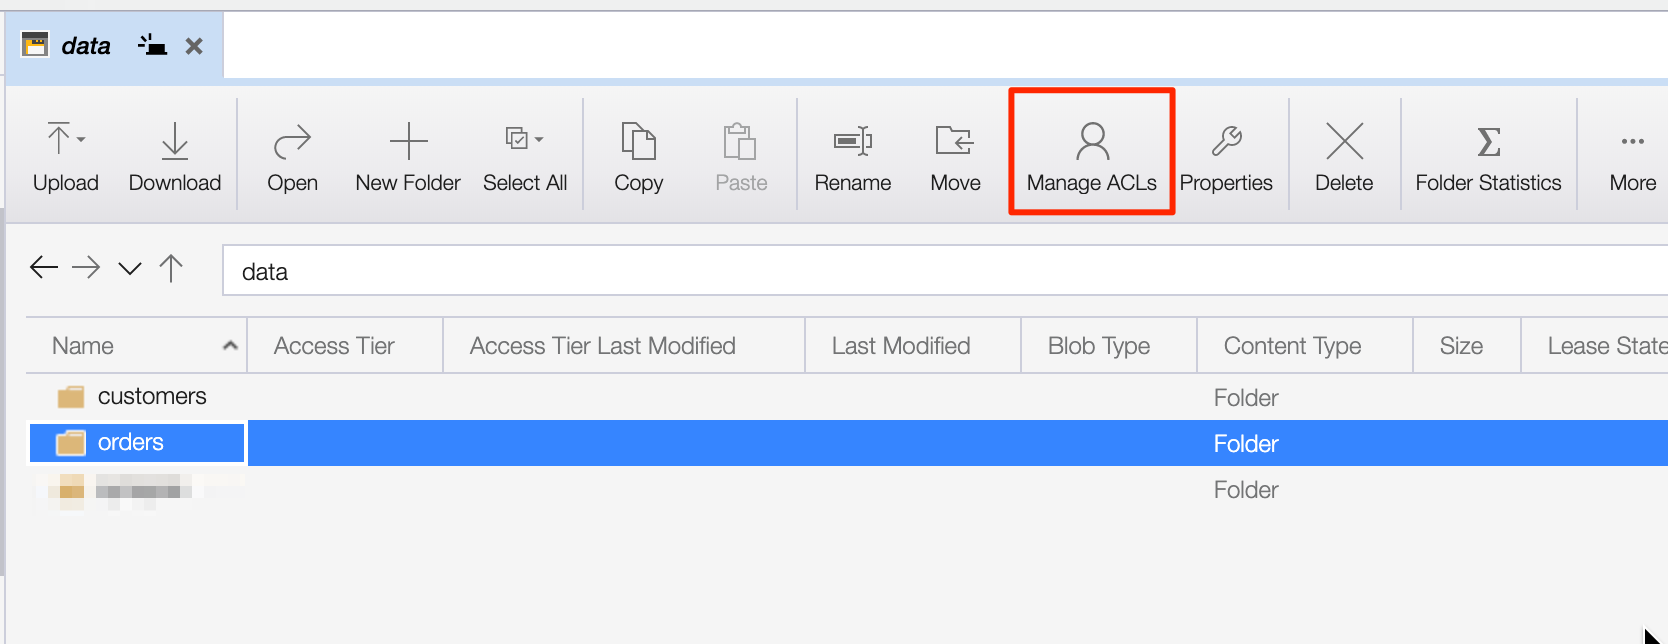 data
Upload Download Open New Folder Select All Copy Paste Rename Move Manage ACLs Properties Delete Folder Statistics More
data
Name Access Tier Access Tier Last Modified Last Modified Blob Type Content Type Size Lease State
customers Folder
orders Folder
Folder